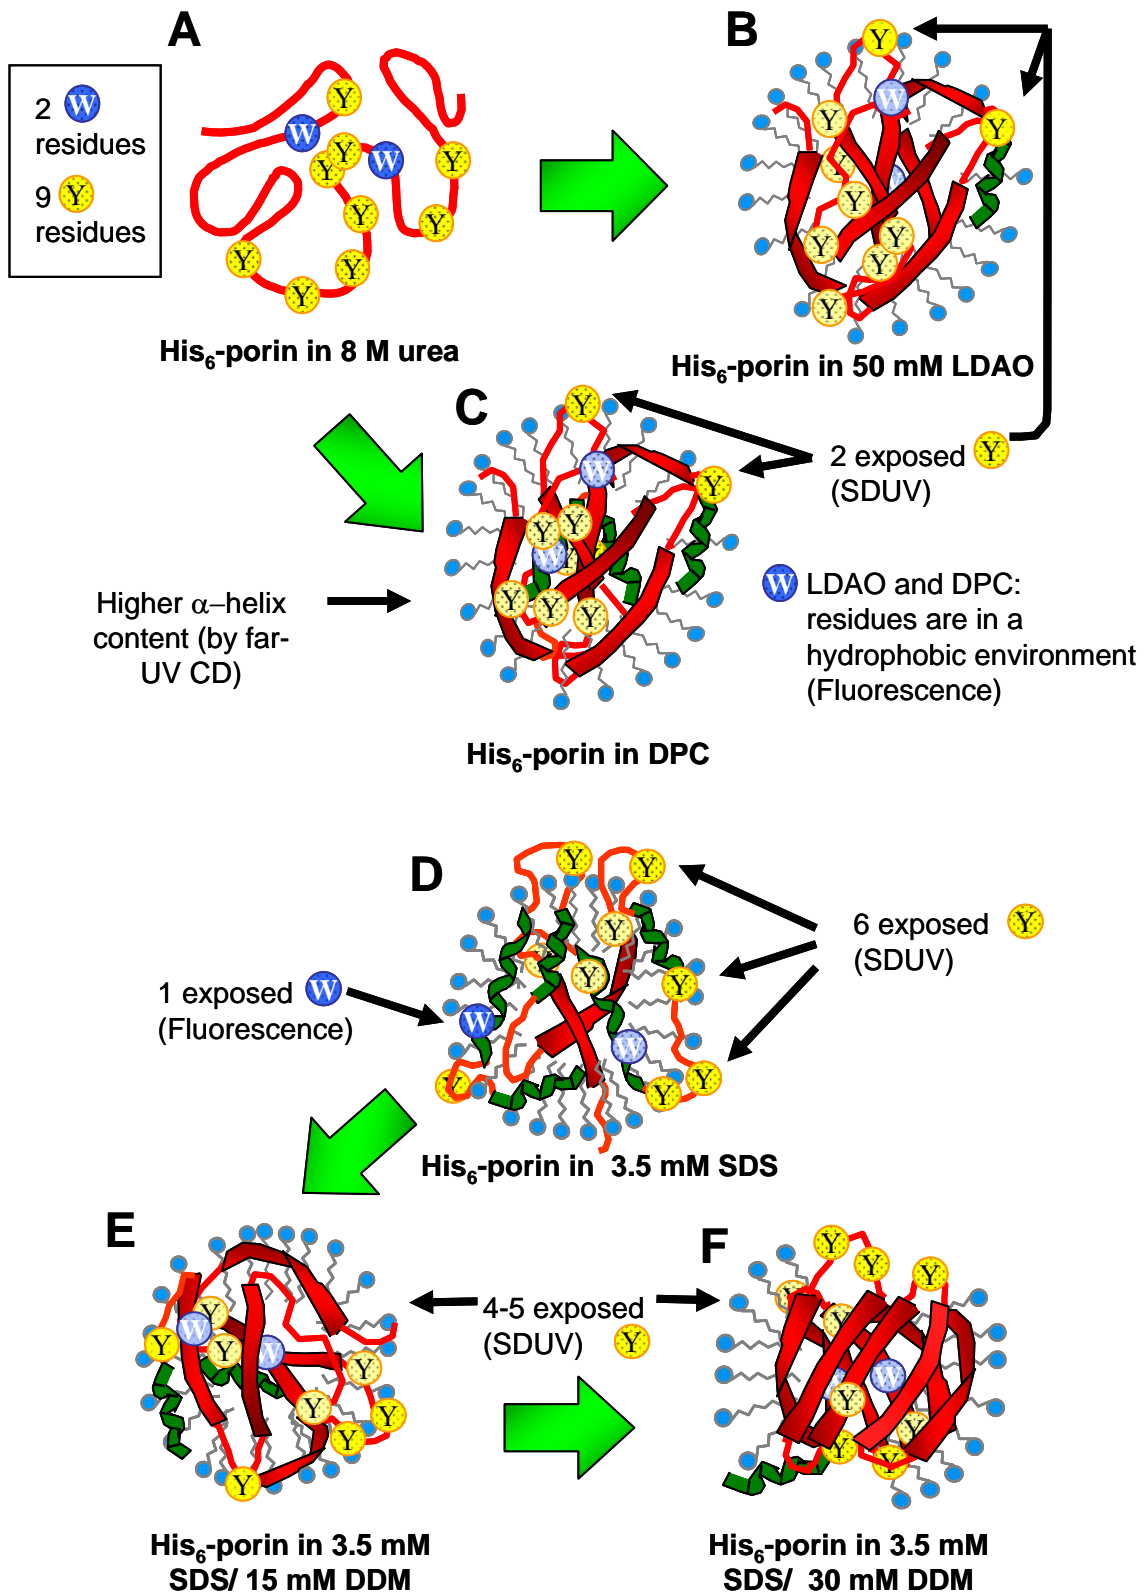 A
2 W
residues
9 Y
residues
Y
W
Y
Y
W
Y
Y
Y
Y
Y
Y
Y
His₆-porin in 8 M urea
B
Y
W
Y
Y
Y
Y
Y
Y
Y
Y
His₆-porin in 50 mM LDAO
C
Y
W
Y
Y
Y
W
Y
Y
Y
Y
2 exposed Y
(SDUV)
Higher α–helix
content (by far-
UV CD)
W LDAO and DPC:
residues are in a
hydrophobic environment
(Fluorescence)
His₆-porin in DPC
D
Y
Y
Y
Y
Y
Y
W
W
Y
Y
Y
6 exposed Y
(SDUV)
1 exposed W
(Fluorescence)
His₆-porin in 3.5 mM SDS
E
Y
W
Y
Y
W
Y
Y
Y
Y
Y
4-5 exposed
(SDUV) Y
F
Y
Y
Y
Y
Y
W
Y
Y
Y
Y
His₆-porin in 3.5 mM
SDS/ 15 mM DDM
His₆-porin in 3.5 mM
SDS/ 30 mM DDM